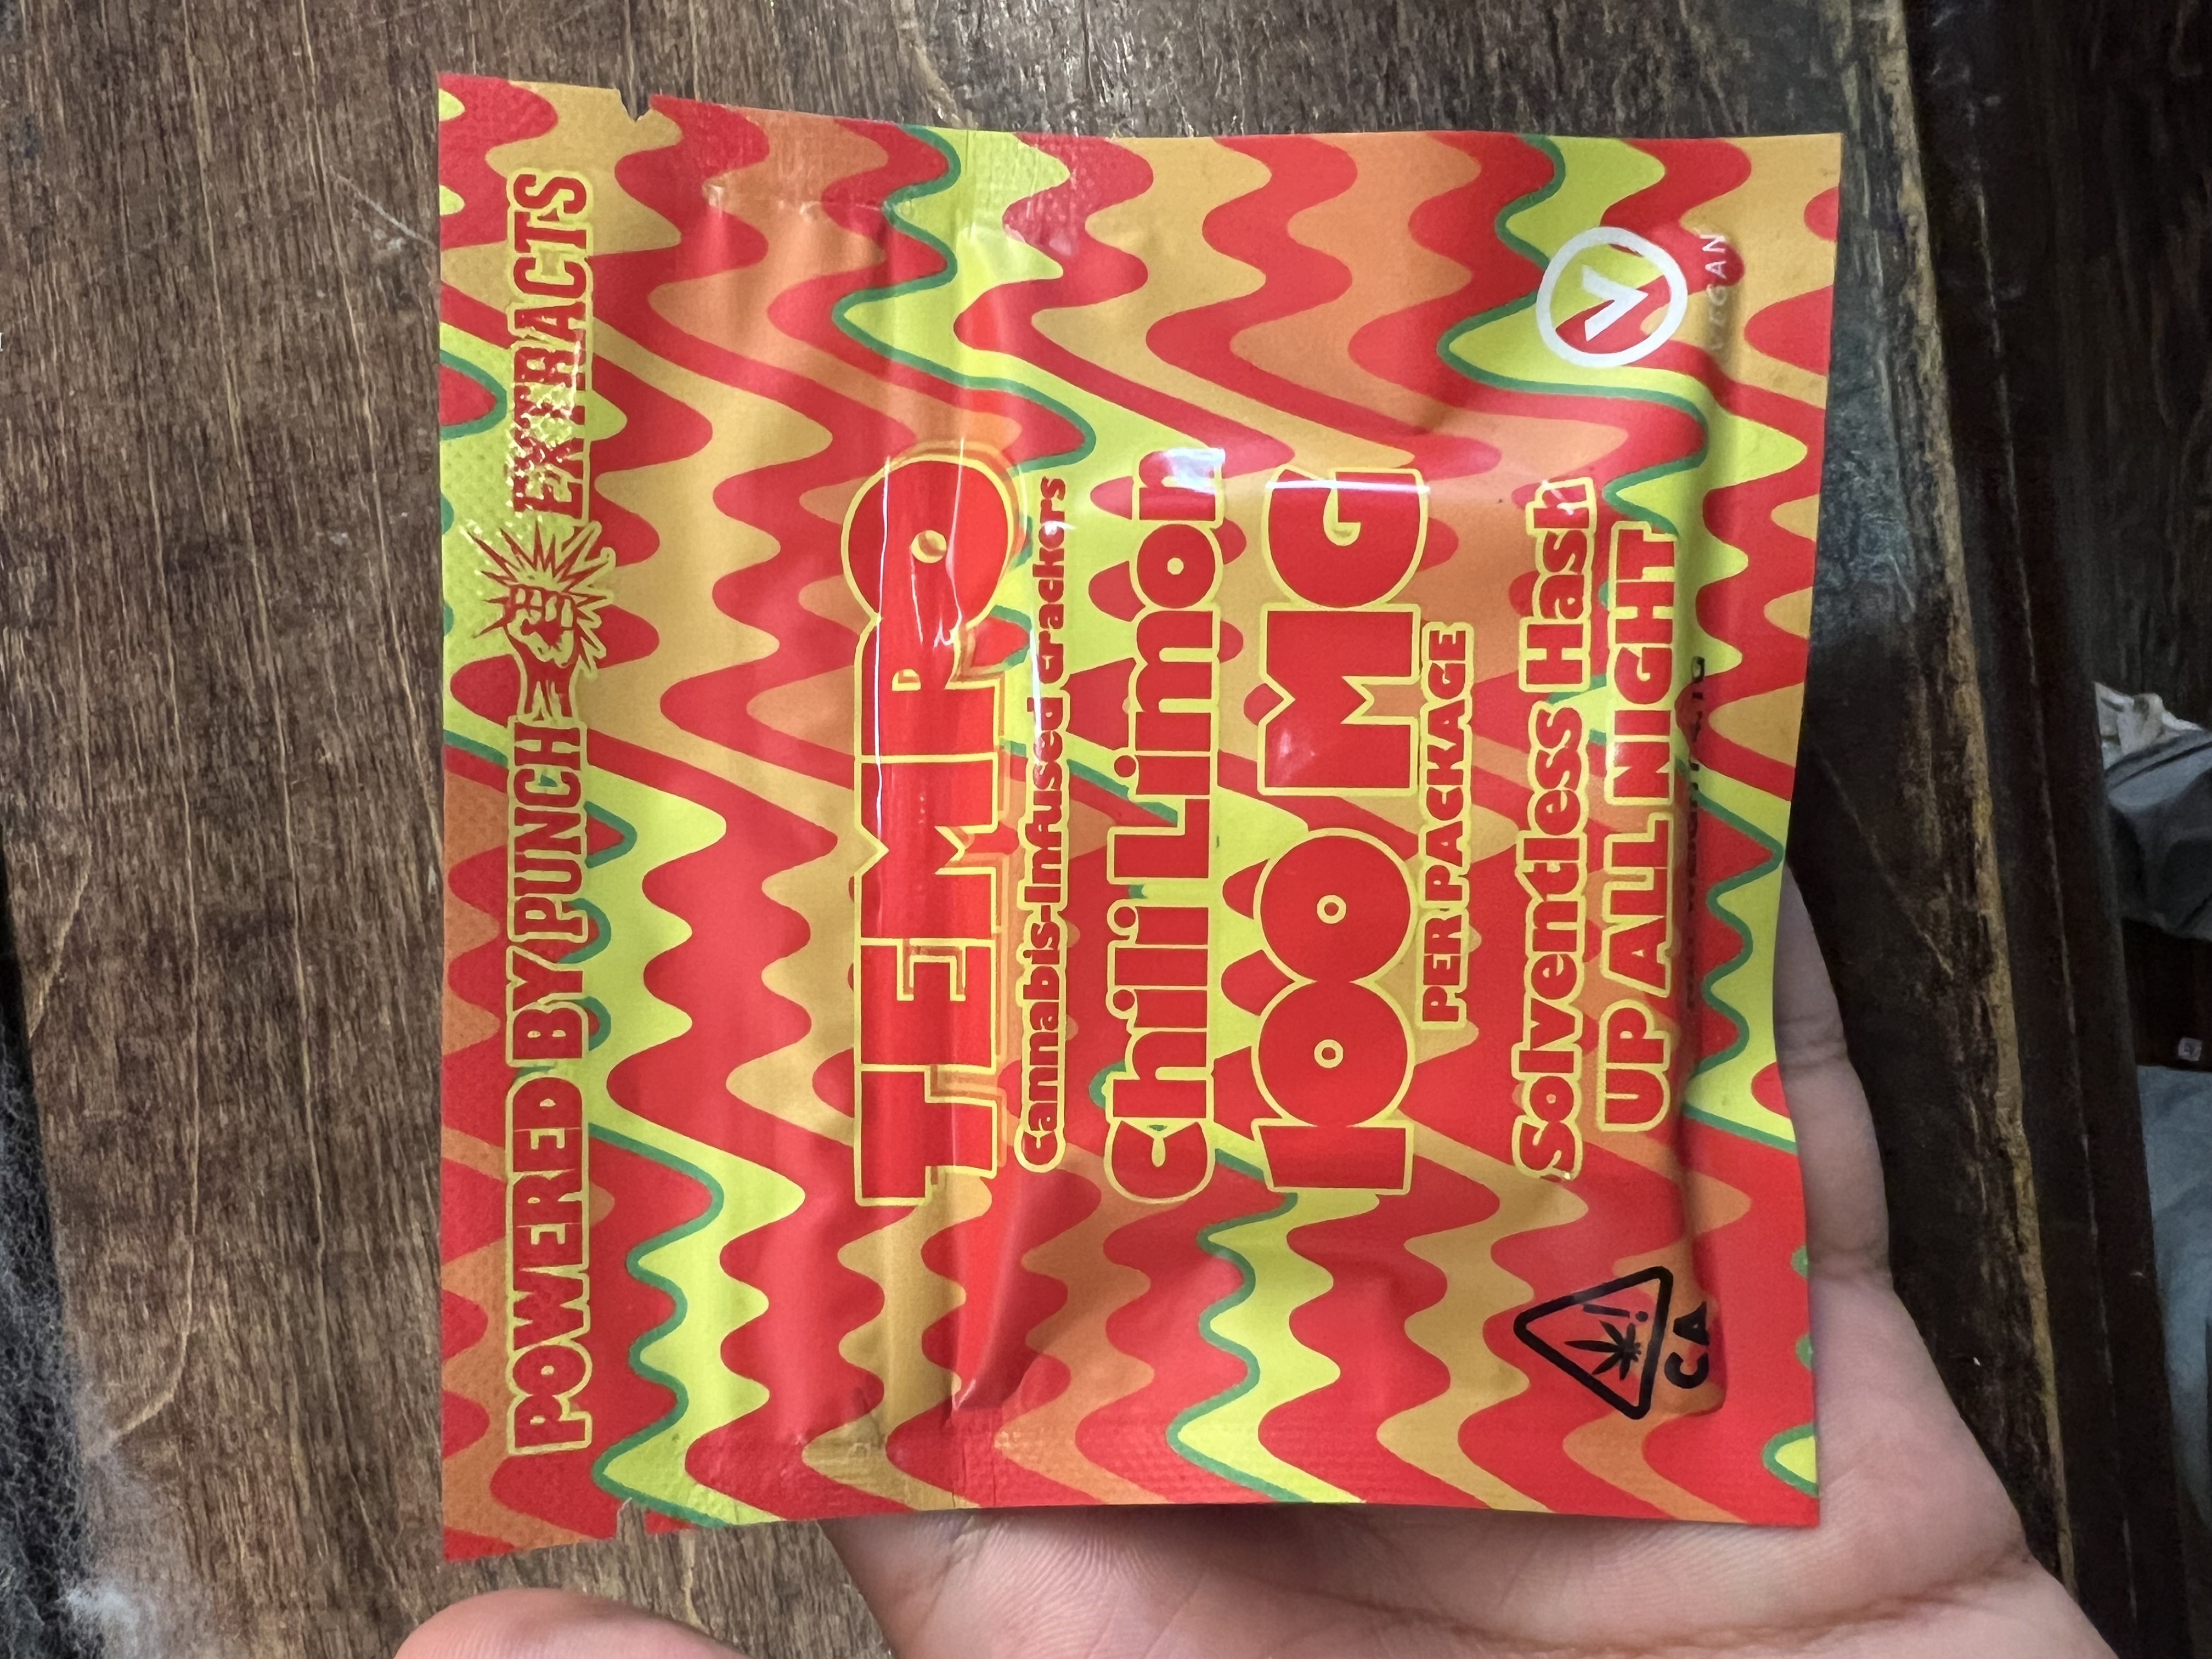 POWERED BY PUNCH EXTRACTS
TEMPO
Cannabis-Infused crackers
Chili Limon
100 MG
PER PACKAGE
Solventless Hash
UP ALL NIGHT
V
VEGAN
!
CA